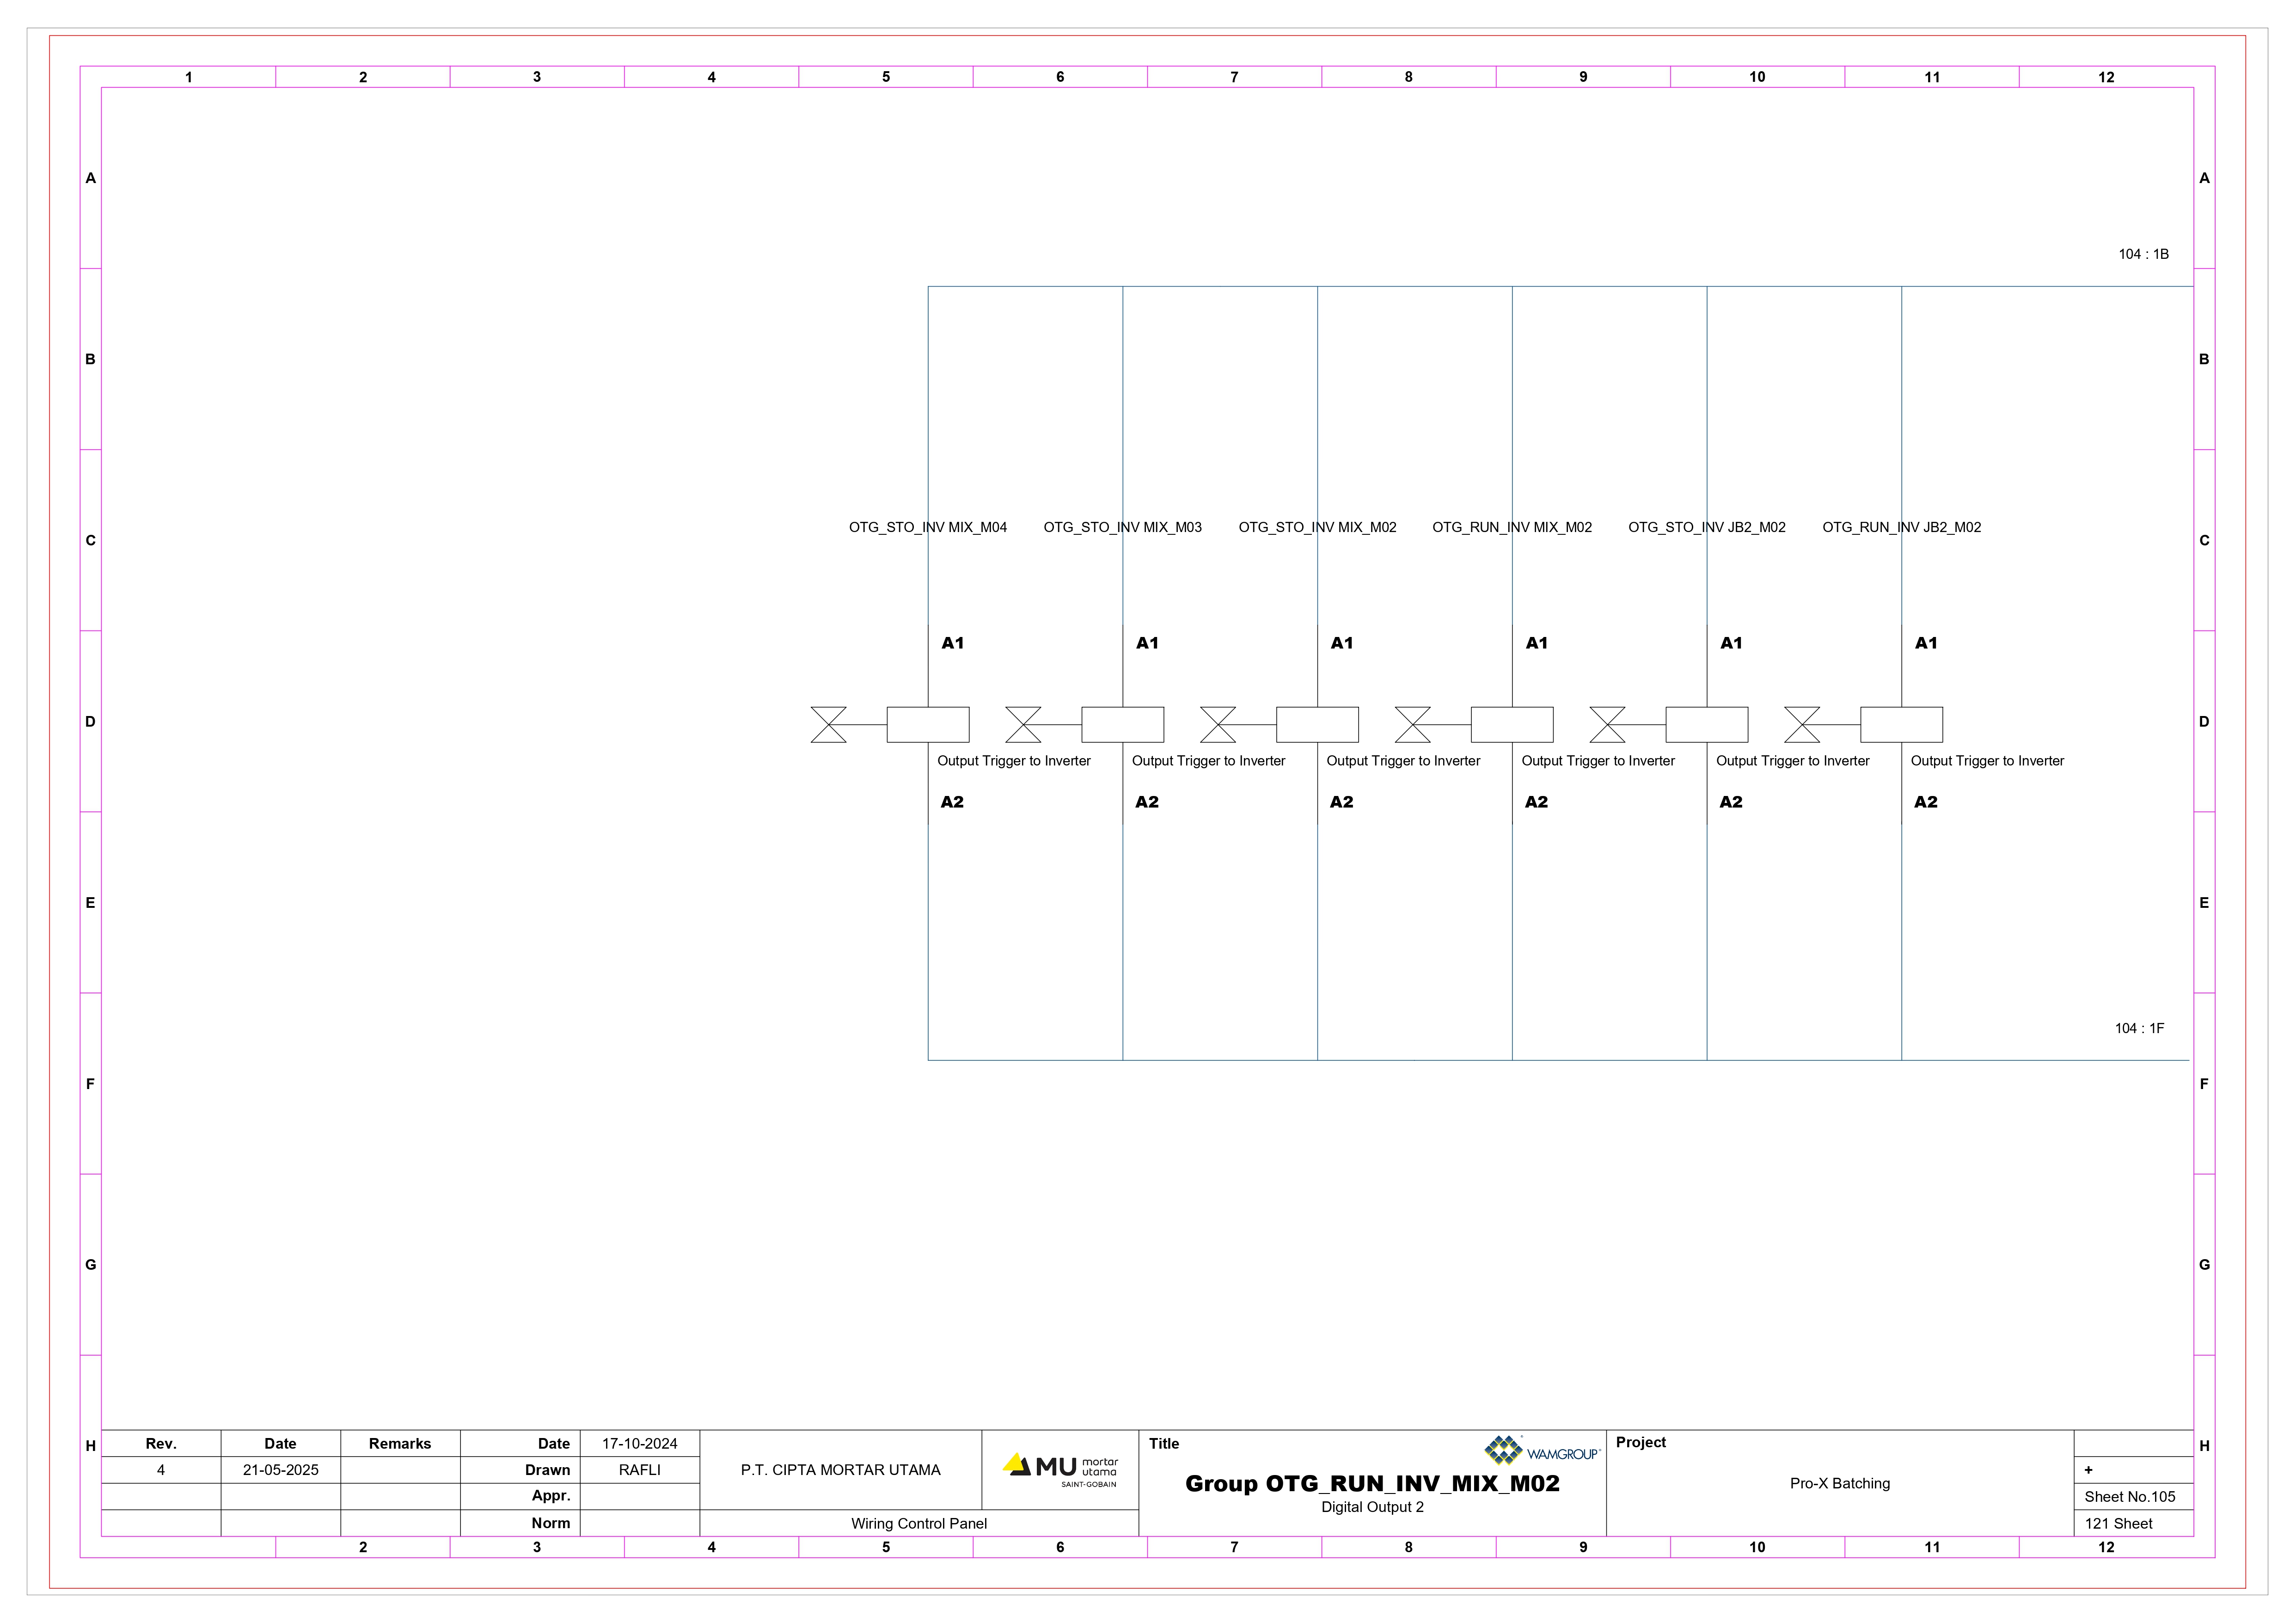 1 2 3 4 5 6 7 8 9 10 11 12
A A
104 : 1B
B B
OTG_STO_INV MIX_M04 OTG_STO_INV MIX_M03 OTG_STO_INV MIX_M02 OTG_RUN_INV MIX_M02 OTG_STO_INV JB2_M02 OTG_RUN_INV JB2_M02
C C
A1 A1 A1 A1 A1 A1
D D
Output Trigger to Inverter Output Trigger to Inverter Output Trigger to Inverter Output Trigger to Inverter Output Trigger to Inverter Output Trigger to Inverter
A2 A2 A2 A2 A2 A2
E E
104 : 1F
F F
G G
H H
Rev. Date Remarks Date 17-10-2024
4 21-05-2025 Drawn RAFLI
Appr.
Norm
P.T. CIPTA MORTAR UTAMA
MU mortar
utama
SAINT-GOBAIN
Wiring Control Panel
Title
WAMGROUP
Group OTG_RUN_INV_MIX_M02
Digital Output 2
Project
Pro-X Batching
+
Sheet No.105
121 Sheet
2 3 4 5 6 7 8 9 10 11 12